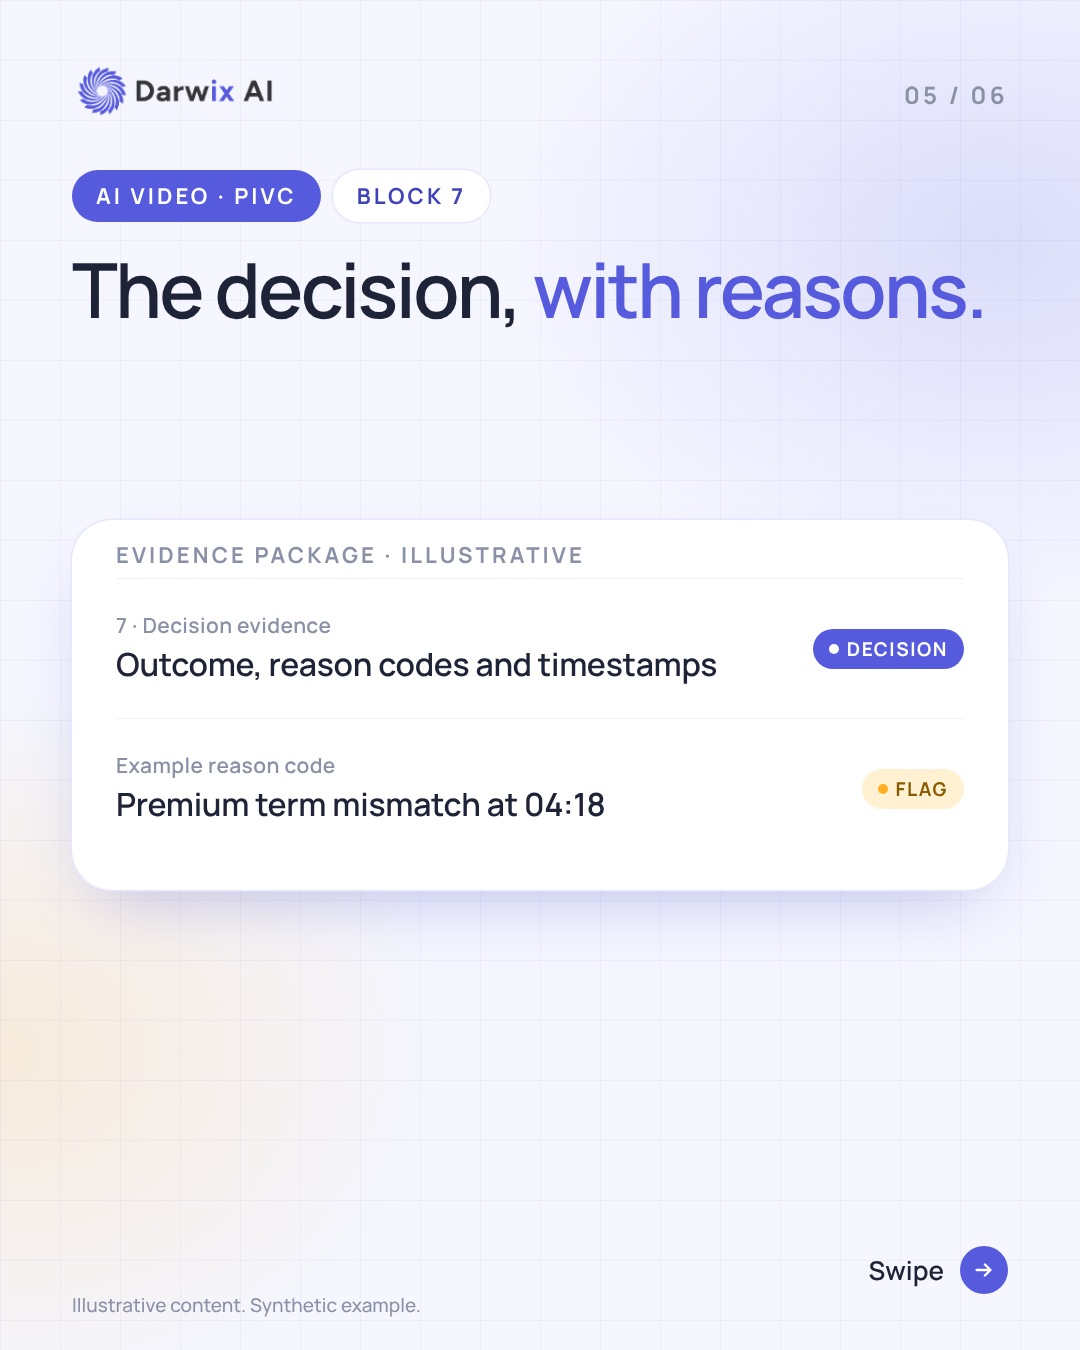 Darwix AI
05 / 06
AI VIDEO · PIVC
BLOCK 7
The decision, with reasons.
EVIDENCE PACKAGE · ILLUSTRATIVE
7 · Decision evidence
Outcome, reason codes and timestamps
DECISION
Example reason code
Premium term mismatch at 04:18
FLAG
Swipe
Illustrative content. Synthetic example.